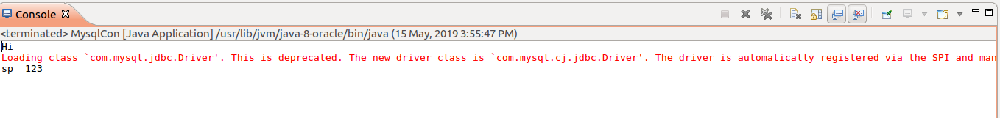 Console
<terminated> MysqlCon [Java Application] /usr/lib/jvm/java-8-oracle/bin/java (15 May, 2019 3:55:47 PM)
Hi
Loading class `com.mysql.jdbc.Driver'. This is deprecated. The new driver class is `com.mysql.cj.jdbc.Driver'. The driver is automatically registered via the SPI and man
sp  123